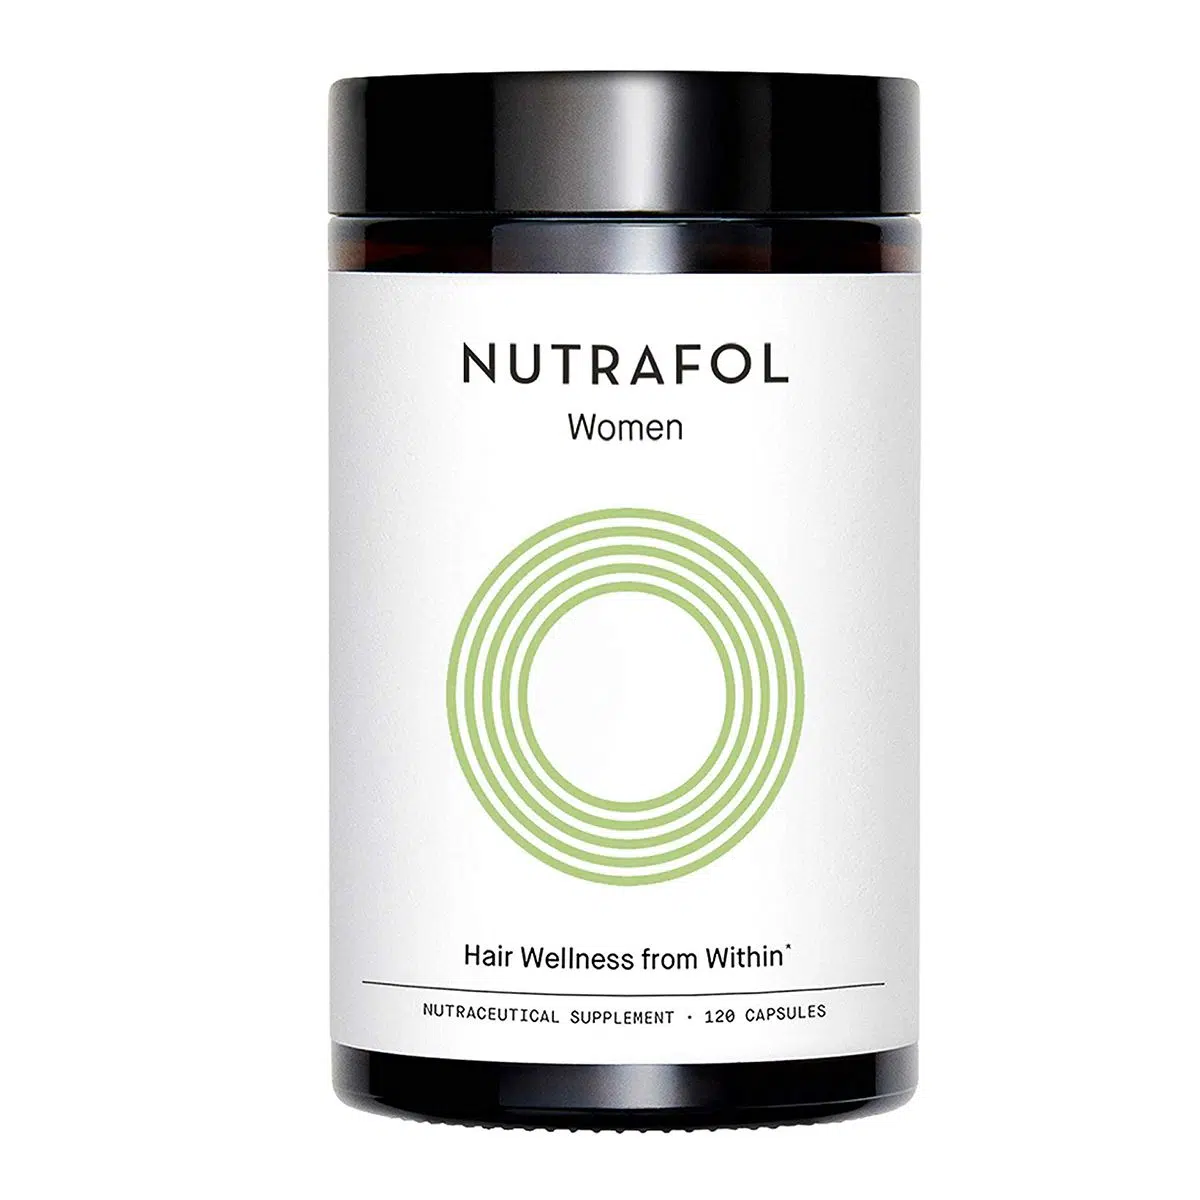 NUTRAFOL
Women
Hair Wellness from Within*
NUTRACEUTICAL SUPPLEMENT • 120 CAPSULES